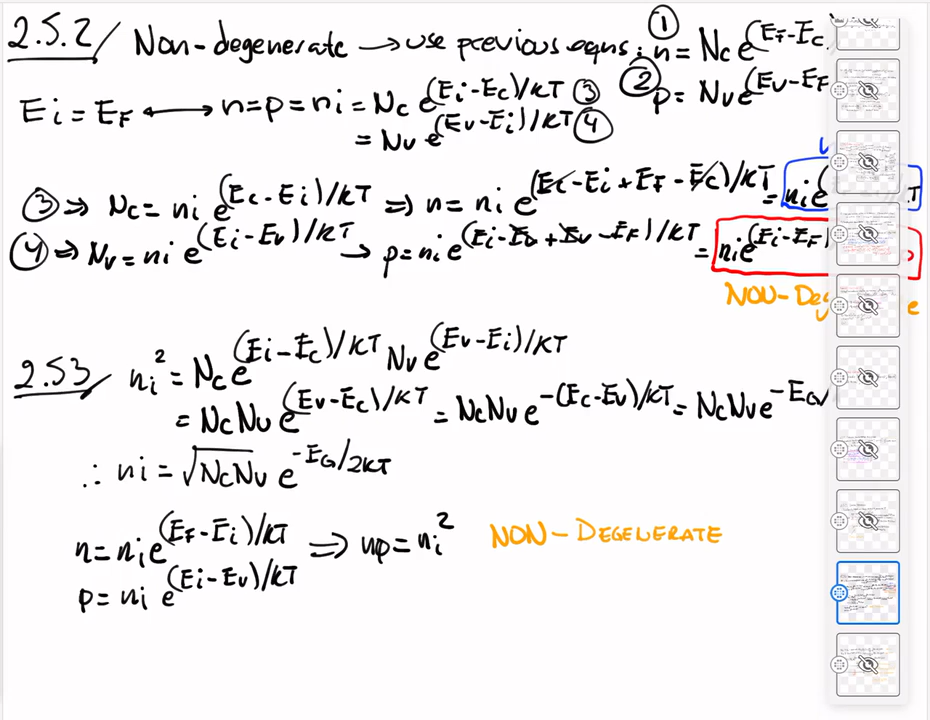 2.5.2/ Non-degenerate → use previous eqns: ① n = Nc e^(EF-Ec
② p = Nv e^(Ev-EF
Ei = EF ⟷ n=p=ni = Nc e^(Ei-Ec)/kT ③
= Nv e^(Ev-Ei)/kT ④
③ ⇒ Nc = ni e^(Ec-Ei)/kT ⇒ n = ni e^(Ec-Ei+EF-Ec)/kT = ni e^(
④ ⇒ Nv = ni e^(Ei-Ev)/kT → p = ni e^(Ei-Ev+Ev-EF)/kT = ni e^(Ei-EF)
NON-Deg e
2.53/ ni² = Nc e^(Ei-Ec)/kT Nv e^(Ev-Ei)/kT
= NcNv e^(Ev-Ec)/kT = NcNv e^-(Ec-Ev)/kT = NcNv e^-EG/
∴ ni = √NcNv e^-EG/2kT
n = ni e^(EF-Ei)/kT ⇒ np = ni² NON-DEGELERATE
p = ni e^(Ei-Ev)/kT